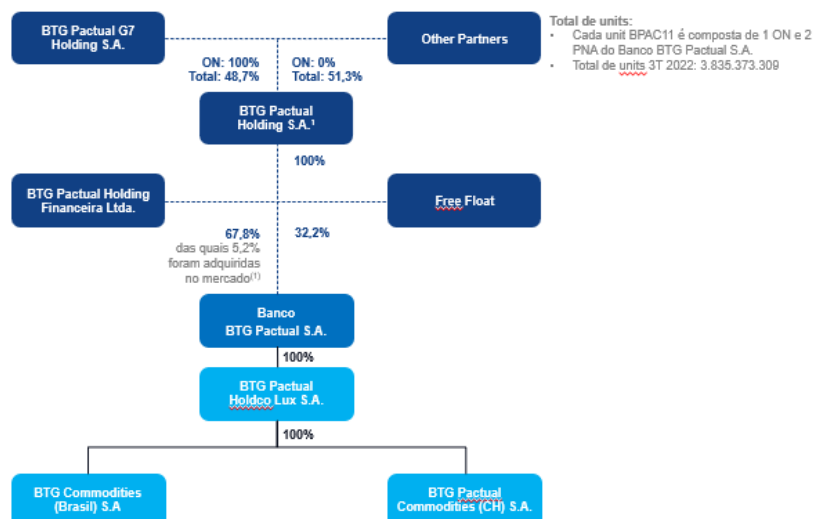 BTG Pactual G7
Holding S.A.
Other Partners
Total de units:
• Cada unit BPAC11 é composta de 1 ON e 2
PNA do Banco BTG Pactual S.A.
• Total de units 3T 2022: 3.835.373.309
ON: 100%
Total: 48,7%
ON: 0%
Total: 51,3%
BTG Pactual
Holding S.A.¹
100%
BTG Pactual Holding
Financeira Ltda.
Free Float
67,8%
das quais 5,2%
foram adquiridas
no mercado⁽¹⁾
32,2%
Banco
BTG Pactual S.A.
100%
BTG Pactual
Holdco Lux S.A.
100%
BTG Commodities
(Brasil) S.A
BTG Pactual
Commodities (CH) S.A.